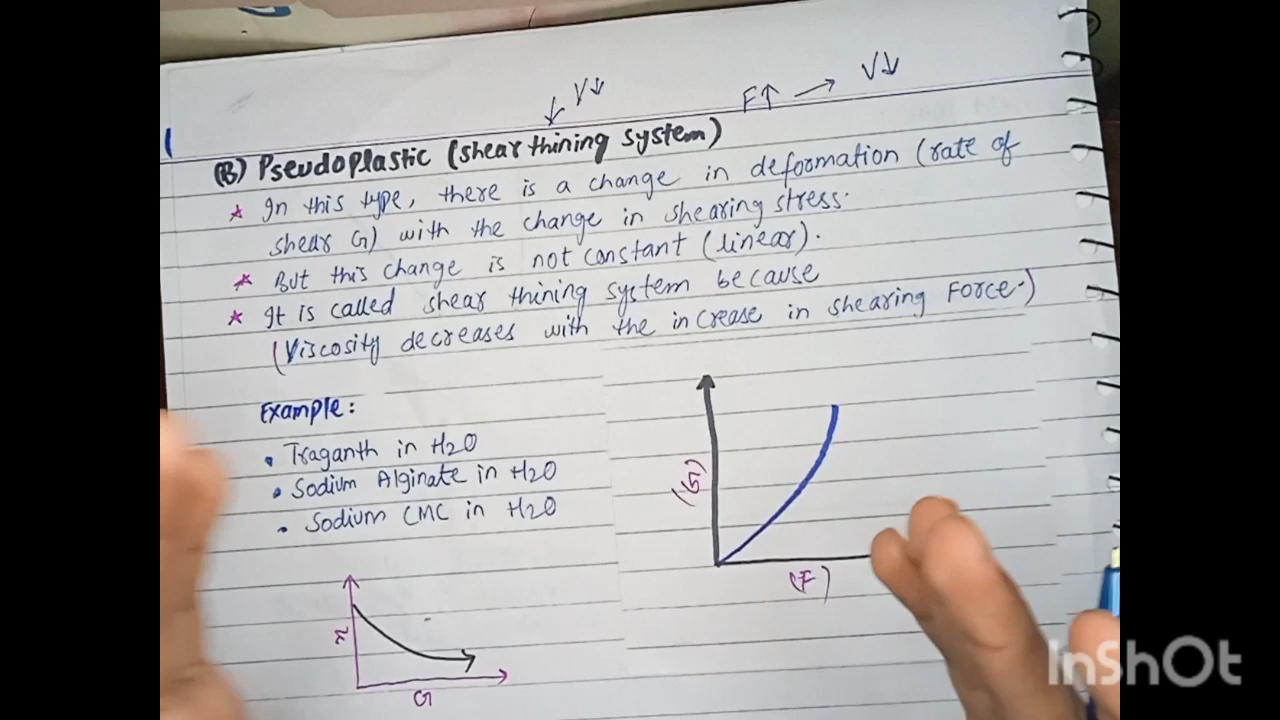 V↓
F↑ → V↓
(B) Pseudoplastic (shear thining system)
* In this type, there is a change in deformation (rate of
shear G) with the change in shearing stress.
* But this change is not constant (linear).
* It is called shear thining system because
(Viscosity decreases with the increase in shearing Force.)
Example:
• Traganth in H2O
• Sodium Alginate in H2O
• Sodium CMC in H2O
(G)
(F)
η
G
InShOt